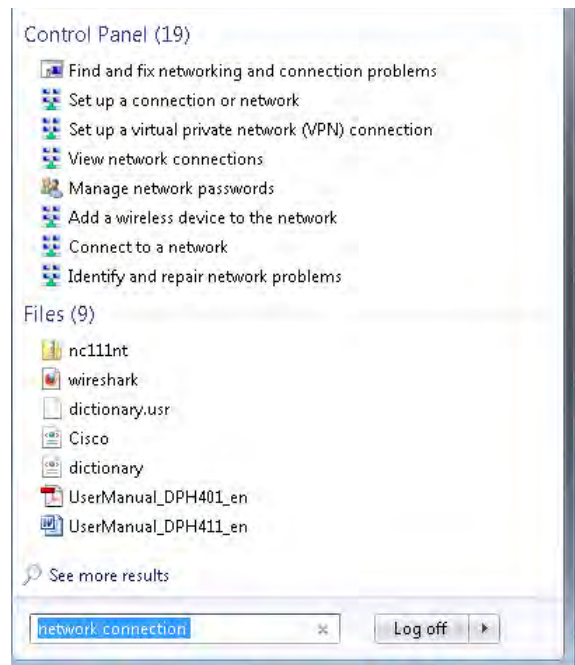 Control Panel (19)
Find and fix networking and connection problems
Set up a connection or network
Set up a virtual private network (VPN) connection
View network connections
Manage network passwords
Add a wireless device to the network
Connect to a network
Identify and repair network problems
Files (9)
nc111nt
wireshark
dictionary.usr
Cisco
dictionary
UserManual_DPH401_en
UserManual_DPH411_en
See more results
network connection
Log off